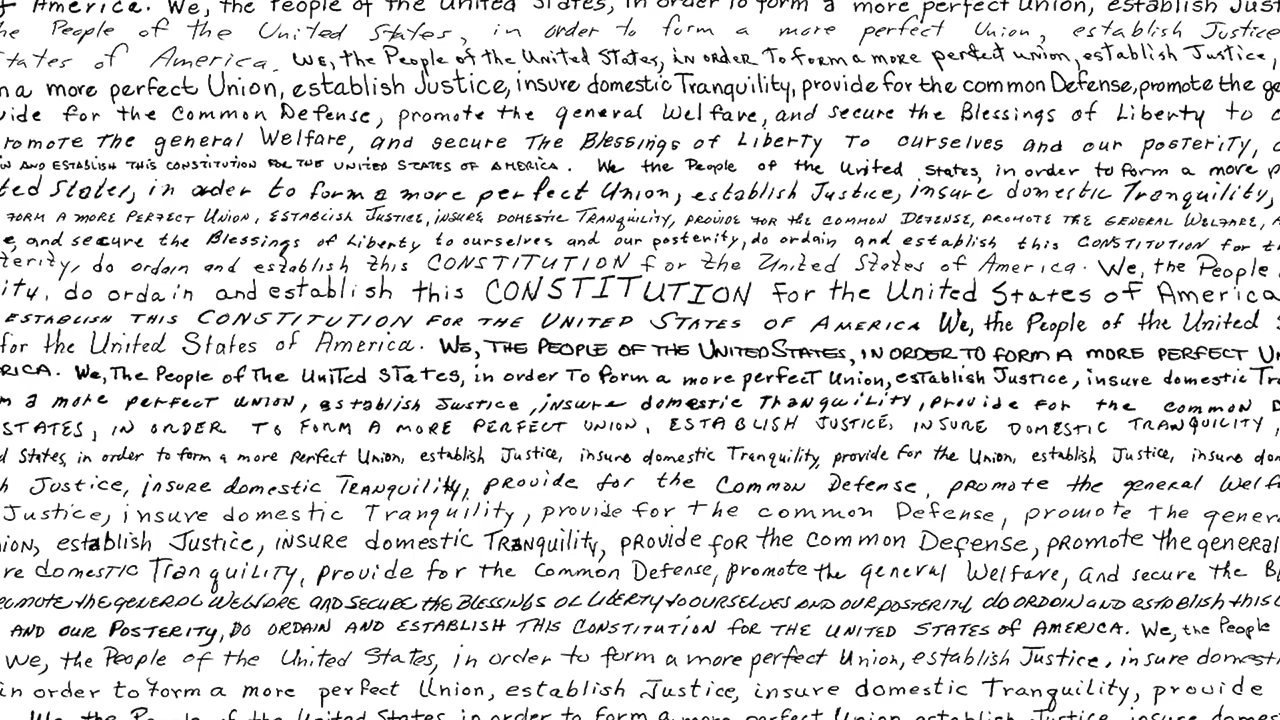 America. We, the People of the United States, in order to form a more perfect Union, establish
People of the United States, in order to form a more perfect Union, establish Justice
of America. We, the People of the United States, in order To form a more perfect union, establish Justice,
a more perfect Union, establish Justice, insure domestic Tranquility, provide for the common Defense, promote the
for the Common Defense, promote the general Welfare, and secure the Blessings of Liberty to
The general Welfare, and secure The Blessings of Liberty To ourselves and our posterity,
AND ESTABLISH THIS CONSTITUTION FOR THE UNITED STATES OF AMERICA. We the People of the United States, in order to form a more
States, in order to form a more perfect Union, establish Justice, insure domestic Tranquility,
FORM A MORE PERFECT UNION, ESTABLISH JUSTICE, INSURE DOMESTIC TRANQUILITY, PROVIDE FOR the COMMON DEFENSE, PROMOTE THE GENERAL WELFARE,
and secure the Blessings of Liberty to ourselves and our posterity, do ordain and establish this CONSTITUTION for
do ordain and establish this CONSTITUTION for the United States of America. We, the People
do ordain and establish this CONSTITUTION for the United States of America
ESTABLISH THIS CONSTITUTION FOR THE UNITED STATES OF AMERICA We, the People of the United
for the United States of America. WE, THE PEOPLE OF THE UNITED STATES, IN ORDER TO FORM A MORE PERFECT
We, The People of The United States, in order To form a more perfect Union, establish Justice, insure domestic
a more perfect union, establish Justice, insure domestic Tranquility, provide for the common
STATES, IN ORDER TO FORM A MORE PERFECT UNION, ESTABLISH JUSTICE, INSURE DOMESTIC TRANQUILITY,
States, in order to form a more Perfect Union, establish Justice, insure domestic Tranquility, provide for the Union, establish Justice, insure
Justice, insure domestic Tranquility, provide for the Common Defense, promote the general
Justice, insure domestic Tranquility, provide for the common Defense, promote the
establish Justice, insure domestic Tranquility, provide for the Common Defense, promote the general
domestic Tranquility, provide for the Common Defense, promote the general Welfare, and secure the
THE GENERAL WELFARE AND SECURE THE BLESSINGS OF LIBERTY to OURSELVES AND OUR POSTERITY DO ORDAIN AND ESTABLISH this
AND OUR POSTERITY, DO ORDAIN AND ESTABLISH THIS CONSTITUTION FOR THE UNITED STATES OF AMERICA. We, the People
We, the People of the United States, in order to form a more perfect Union, establish Justice, insure
in order to form a more perfect Union, establish Justice, insure domestic Tranquility, provide